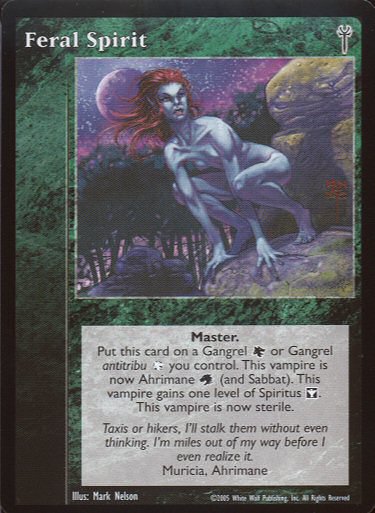 Feral Spirit
Master.
Put this card on a Gangrel or Gangrel
antitribu you control. This vampire is
now Ahrimane (and Sabbat). This
vampire gains one level of Spiritus.
This vampire is now sterile.
Taxis or hikers, I'll stalk them without even
thinking. I'm miles out of my way before I
even realize it.
Muricia, Ahrimane
Illus: Mark Nelson
©2005 White Wolf Publishing, Inc. All Rights Reserved